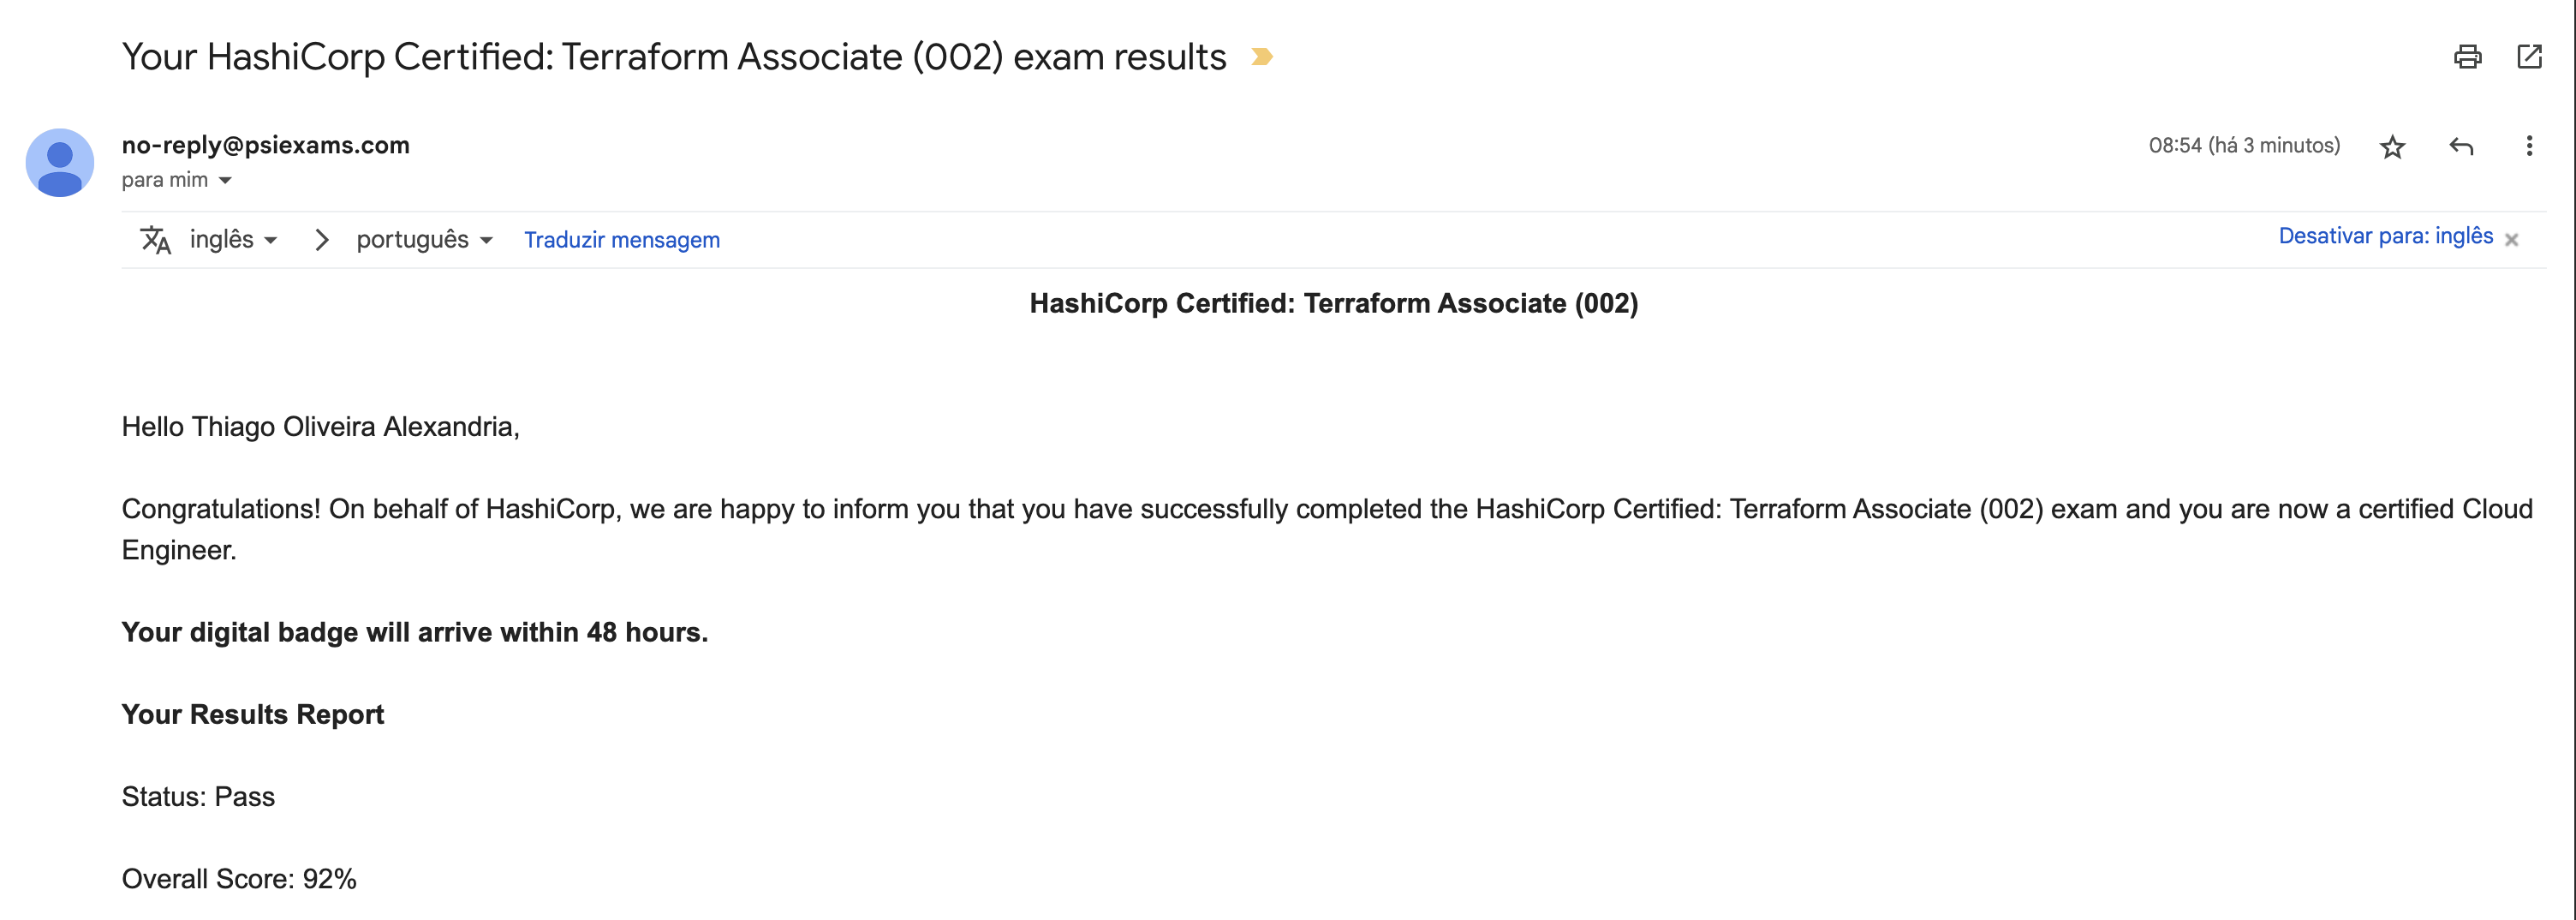 Your HashiCorp Certified: Terraform Associate (002) exam results
no-reply@psiexams.com
08:54 (há 3 minutos)
para mim
inglês
português
Traduzir mensagem
Desativar para: inglês
HashiCorp Certified: Terraform Associate (002)
Hello Thiago Oliveira Alexandria,
Congratulations! On behalf of HashiCorp, we are happy to inform you that you have successfully completed the HashiCorp Certified: Terraform Associate (002) exam and you are now a certified Cloud
Engineer.
Your digital badge will arrive within 48 hours.
Your Results Report
Status: Pass
Overall Score: 92%